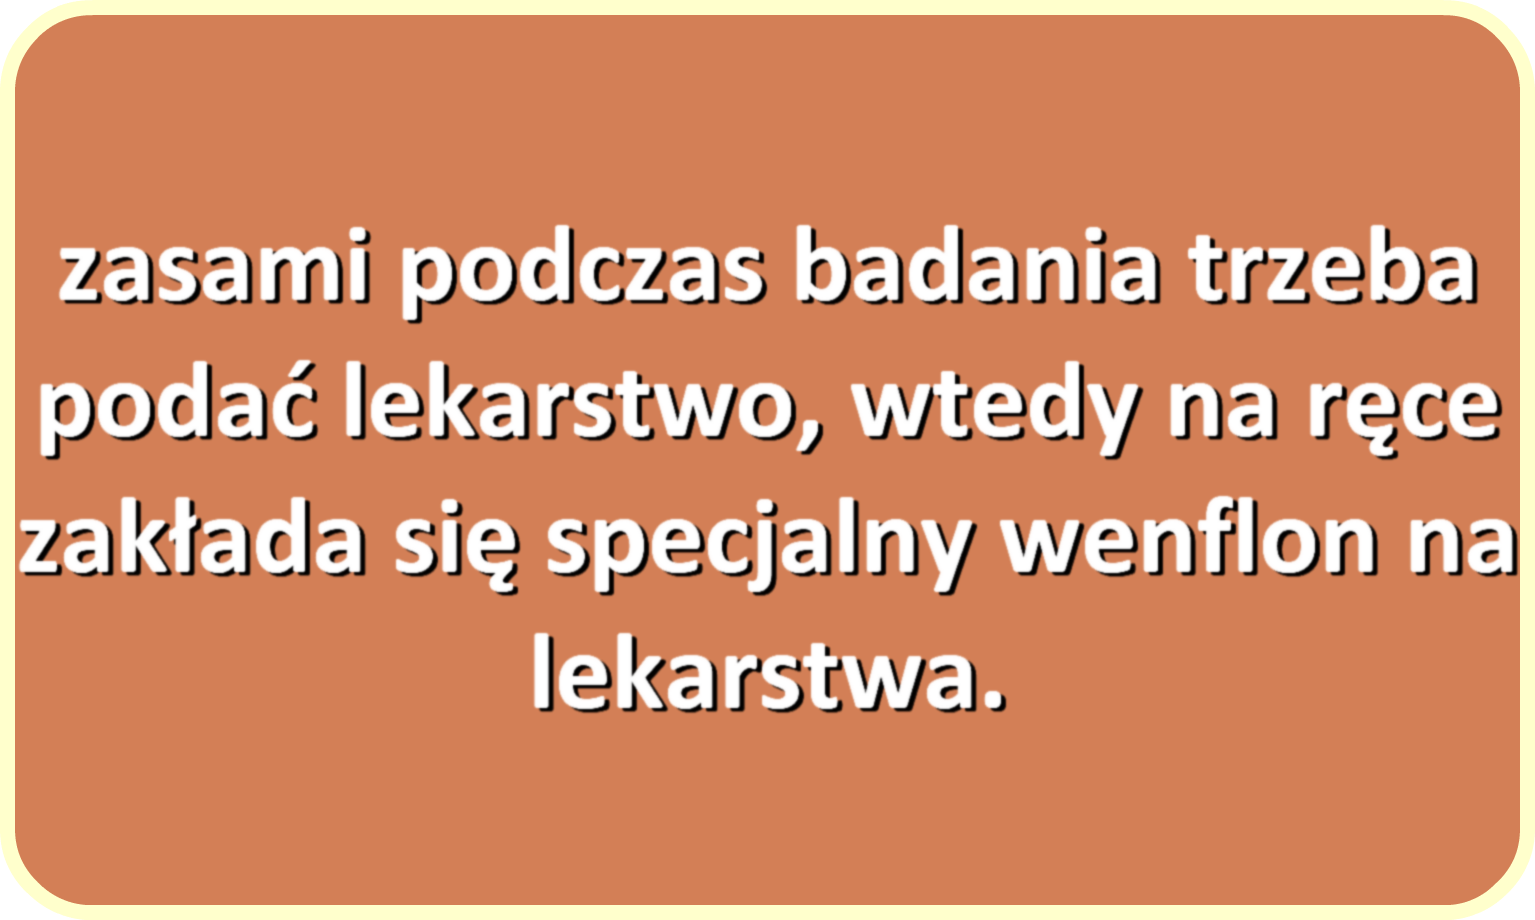 zasami podczas badania trzeba
podać lekarstwo, wtedy na ręce
zakłada się specjalny wenflon na
lekarstwa.